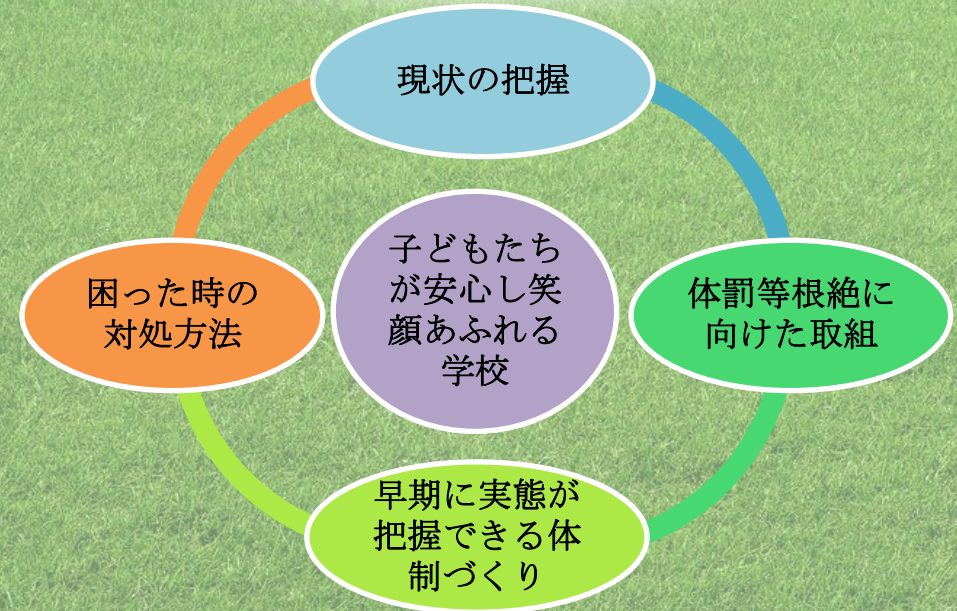 現状の把握
子どもたち
が安心し笑
顔あふれる
学校
困った時の
対処方法
体罰等根絶に
向けた取組
早期に実態が
把握できる体
制づくり